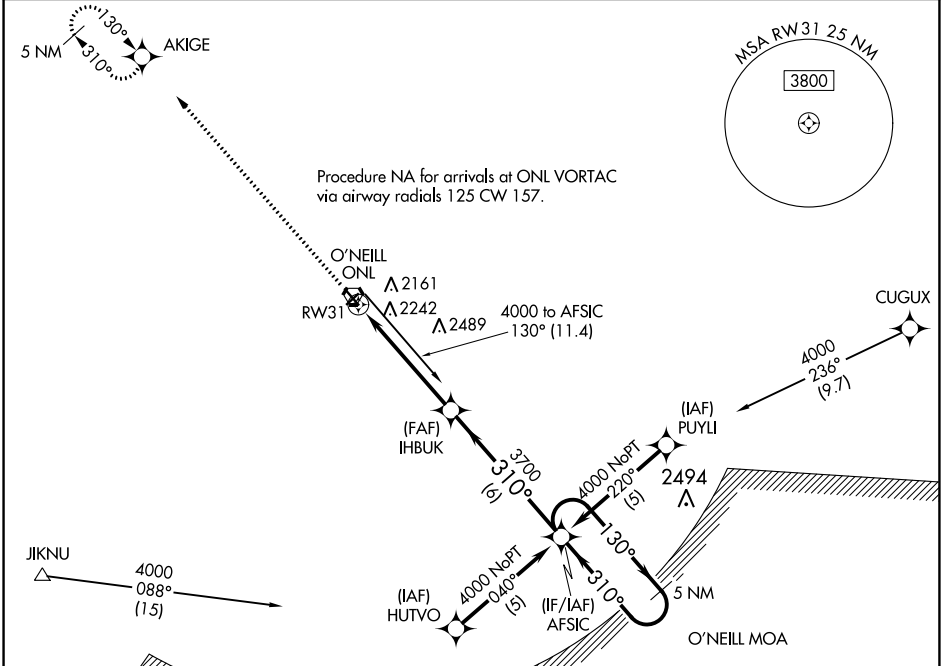 130°
5 NM
310°
AKIGE
MSA RW31 25 NM
3800
Procedure NA for arrivals at ONL VORTAC
via airway radials 125 CW 157.
O'NEILL
ONL
2161
RW31
2242
2489
4000 to AFSIC
130° (11.4)
CUGUX
4000
236°
(9.7)
(FAF)
IHBUK
(IAF)
PUYLI
3700
310°
(6)
4000 NoPT
220°
(5)
2494
130°
JIKNU
4000
088°
(15)
4000 NoPT
040°
(5)
(IAF)
HUTVO
(IF/IAF)
AFSIC
310°
5 NM
O'NEILL MOA